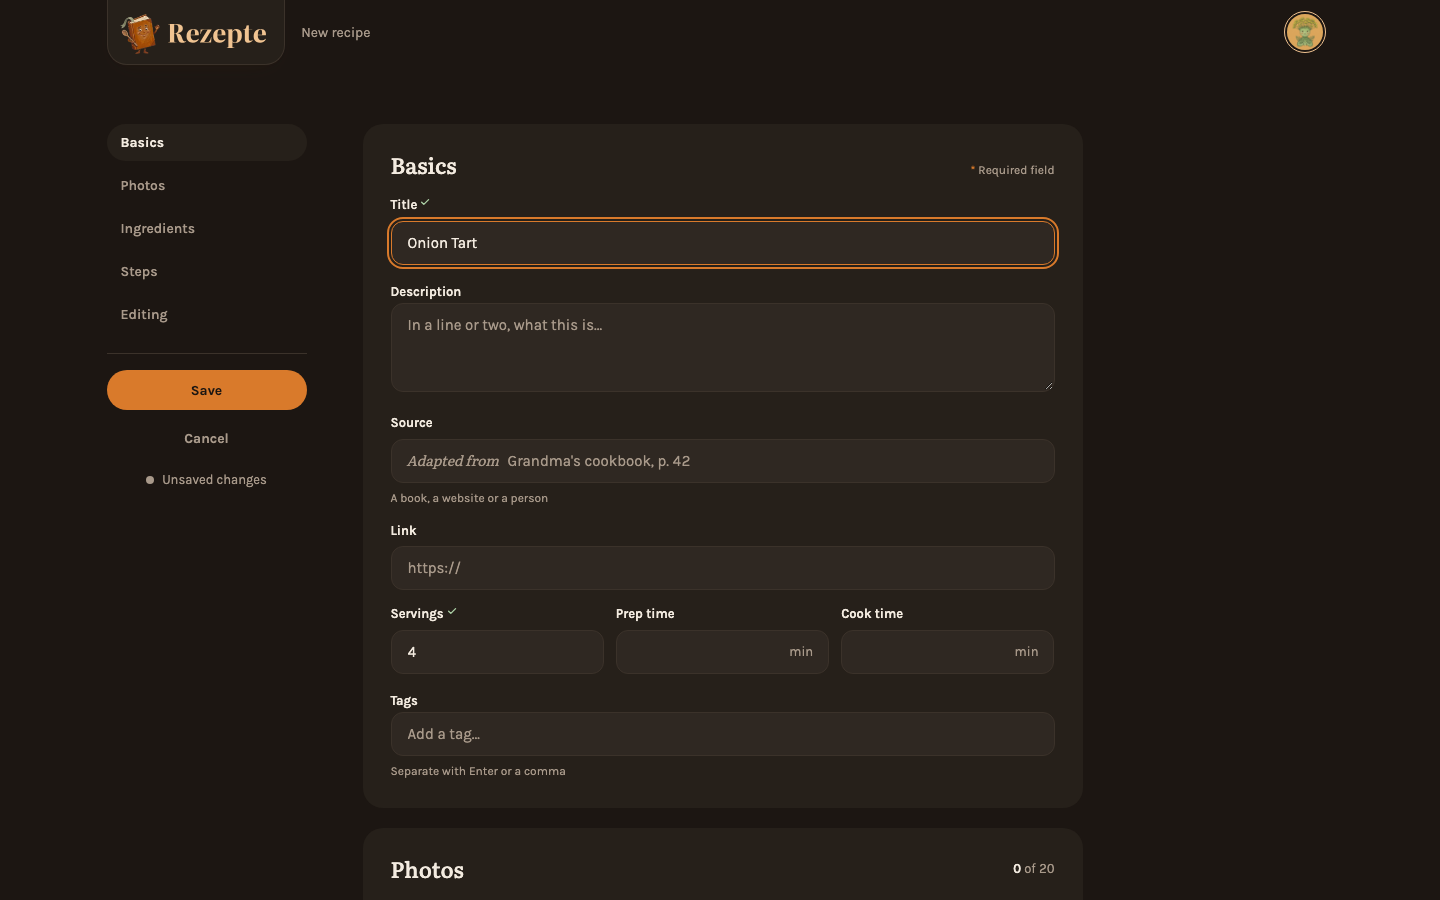 Rezepte
New recipe
Basics
Photos
Ingredients
Steps
Editing
Save
Cancel
Unsaved changes
Basics
* Required field
Title
Onion Tart
Description
In a line or two, what this is...
Source
Adapted from Grandma's cookbook, p. 42
A book, a website or a person
Link
https://
Servings Prep time Cook time
4 min min
Tags
Add a tag...
Separate with Enter or a comma
Photos
0 of 20